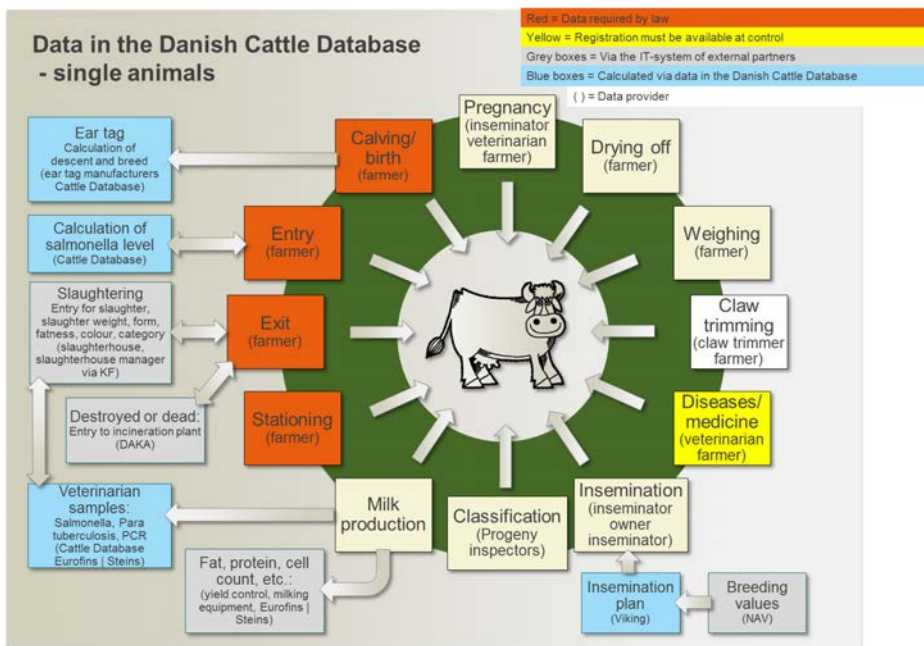 Data in the Danish Cattle Database
- single animals
Red = Data required by law
Yellow = Registration must be available at control
Grey boxes = Via the IT-system of external partners
Blue boxes = Calculated via data in the Danish Cattle Database
( ) = Data provider
Ear tag
Calculation of
descent and breed
(ear tag manufacturers
Cattle Database)
Calving/
birth
(farmer)
Pregnancy
(inseminator
veterinarian
farmer)
Drying off
(farmer)
Calculation of
salmonella level
(Cattle Database)
Entry
(farmer)
Weighing
(farmer)
Slaughtering
Entry for slaughter,
slaughter weight, form,
fatness, colour, category
(slaughterhouse,
slaughterhouse manager
via KF)
Exit
(farmer)
Claw
trimming
(claw trimmer
farmer)
Destroyed or dead:
Entry to incineration plant
(DAKA)
Stationing
(farmer)
Diseases/
medicine
(veterinarian
farmer)
Veterinarian
samples:
Salmonella, Para
tuberculosis, PCR
(Cattle Database
Eurofins | Steins)
Milk
production
Classification
(Progeny
inspectors)
Insemination
(inseminator
owner
inseminator)
Fat, protein, cell
count, etc.:
(yield control, milking
equipment, Eurofins |
Steins)
Insemination
plan
(Viking)
Breeding
values
(NAV)